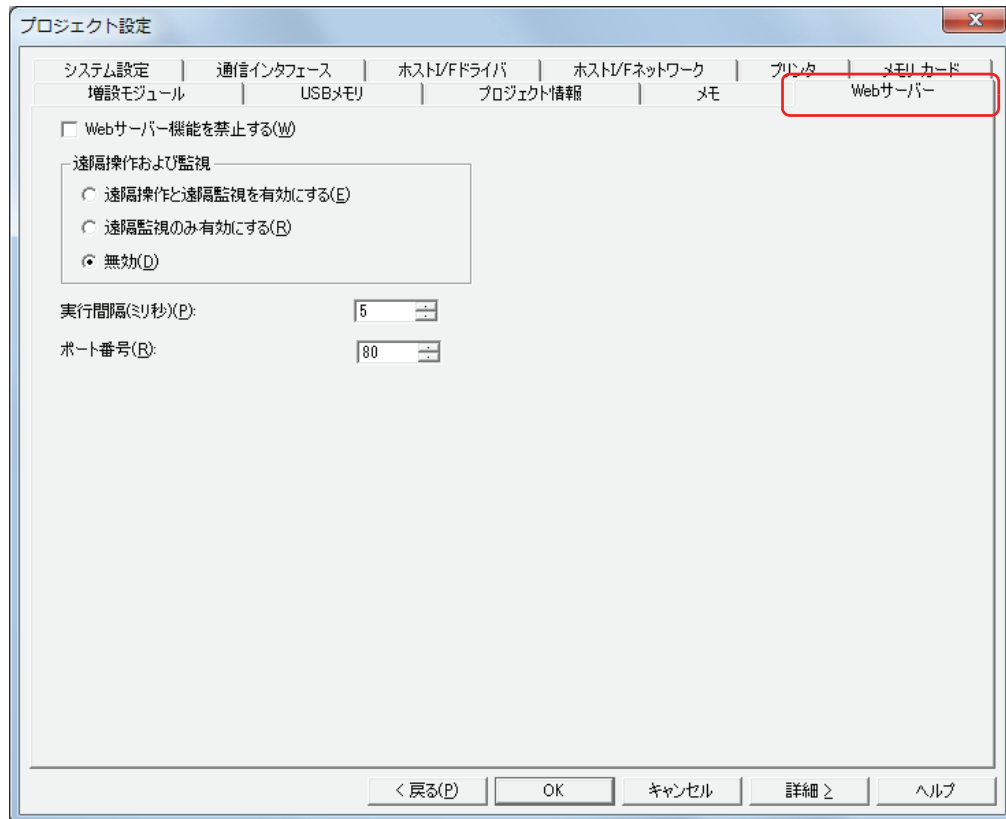 プロジェクト設定
システム設定 通信インタフェース ホストI/Fドライバ ホストI/Fネットワーク プリンタ メモリ カード
増設モジュール USBメモリ プロジェクト情報 メモ Webサーバー
Webサーバー機能を禁止する(W)
遠隔操作および監視
遠隔操作と遠隔監視を有効にする(E)
遠隔監視のみ有効にする(R)
無効(D)
実行間隔(ミリ秒)(P): 5
ポート番号(R): 80
< 戻る(P) OK キャンセル 詳細 > ヘルプ